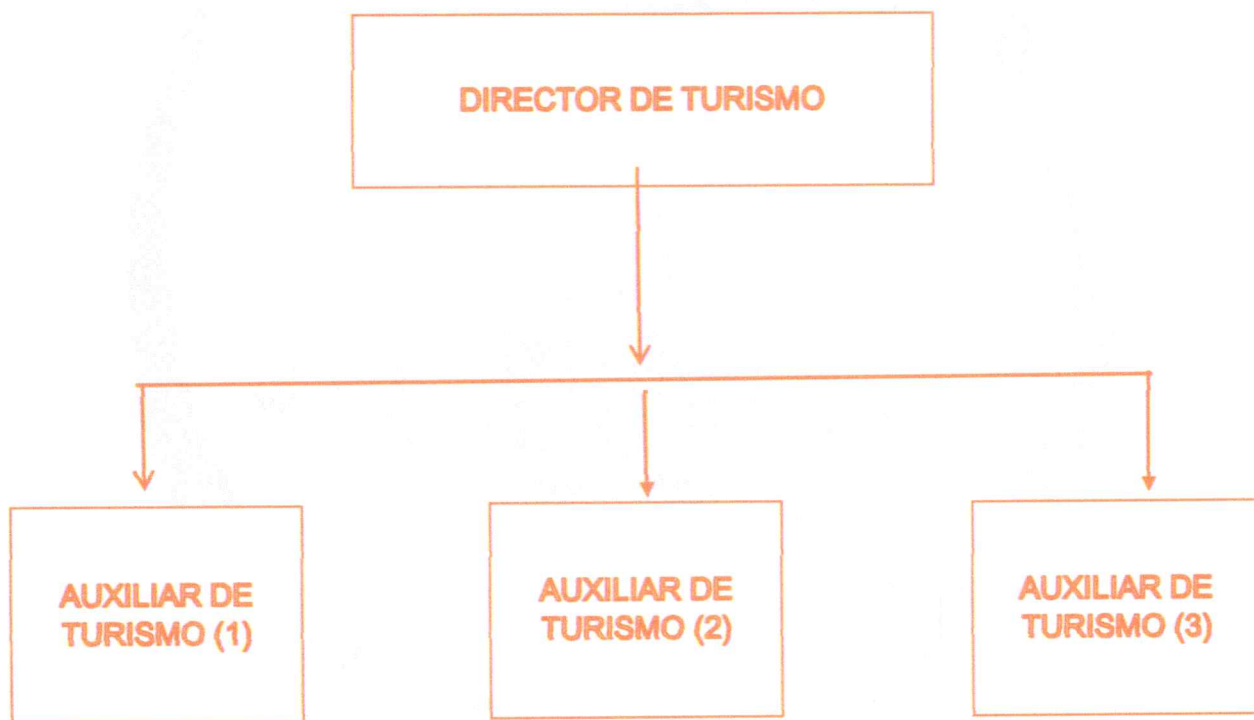 DIRECTOR DE TURISMO
AUXILIAR DE
TURISMO (1)
AUXILIAR DE
TURISMO (2)
AUXILIAR DE
TURISMO (3)